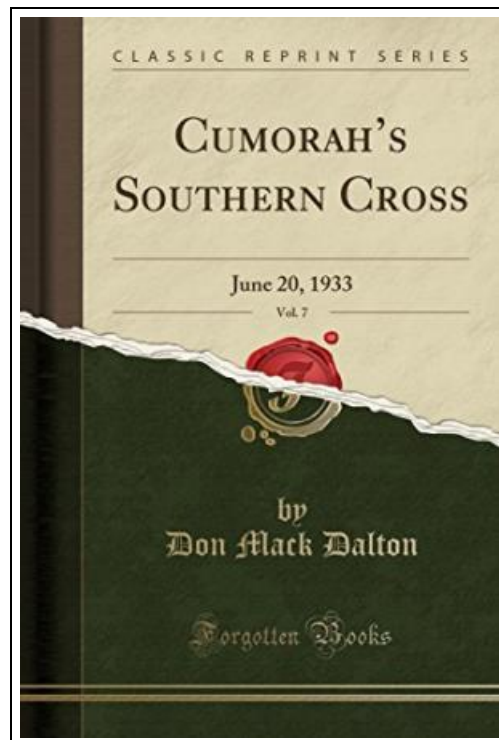 CLASSIC REPRINT SERIES
CUMORAH'S
SOUTHERN CROSS
June 20, 1933
Vol. 7
by
Don Mack Dalton
Forgotten Books